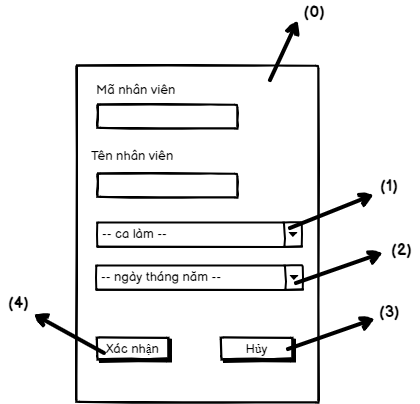 (0)
Mã nhân viên
Tên nhân viên
(1)
-- ca làm --
(2)
-- ngày tháng năm --
(4)
(3)
Xác nhận
Hủy